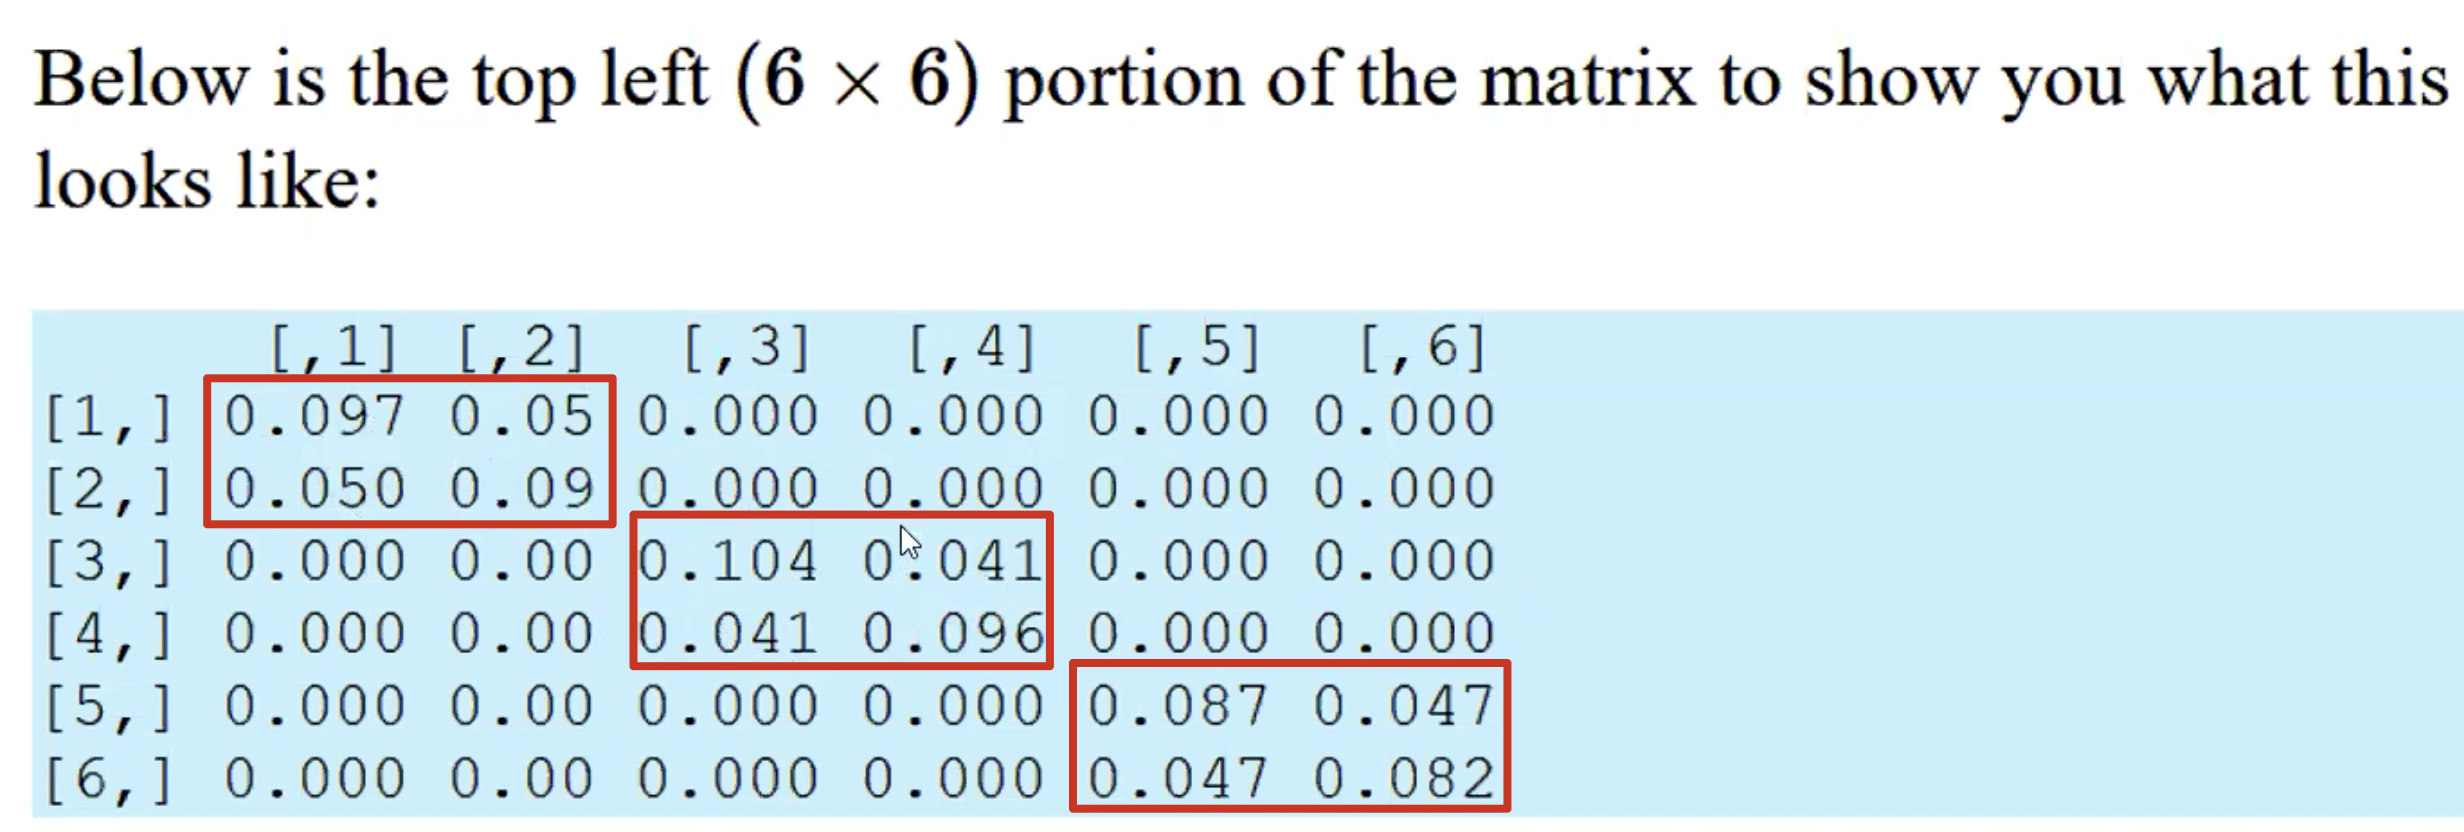 Below is the top left (6 × 6) portion of the matrix to show you what this
looks like:
[,1] [,2] [,3] [,4] [,5] [,6]
[1,] 0.097 0.05 0.000 0.000 0.000 0.000
[2,] 0.050 0.09 0.000 0.000 0.000 0.000
[3,] 0.000 0.00 0.104 0.041 0.000 0.000
[4,] 0.000 0.00 0.041 0.096 0.000 0.000
[5,] 0.000 0.00 0.000 0.000 0.087 0.047
[6,] 0.000 0.00 0.000 0.000 0.047 0.082